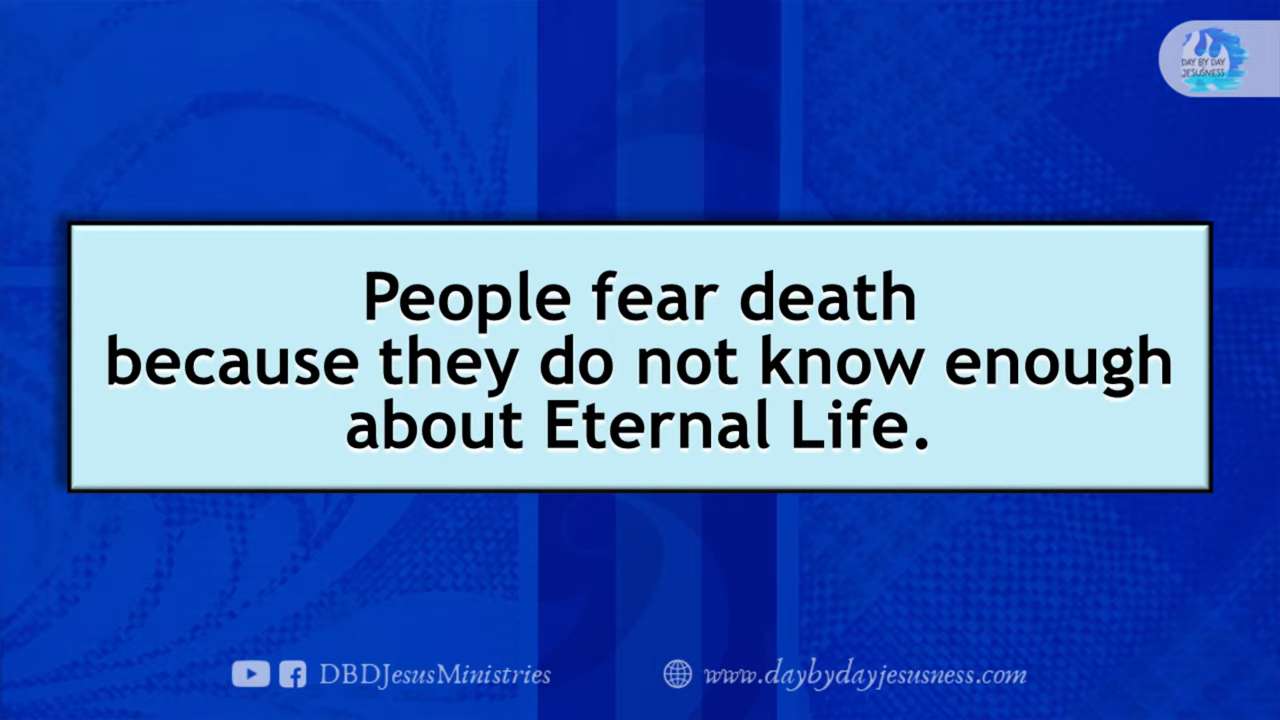 DAY BY DAY
JESUSNESS
People fear death
because they do not know enough
about Eternal Life.
DBDJesusMinistries
www.daybydayjesusness.com